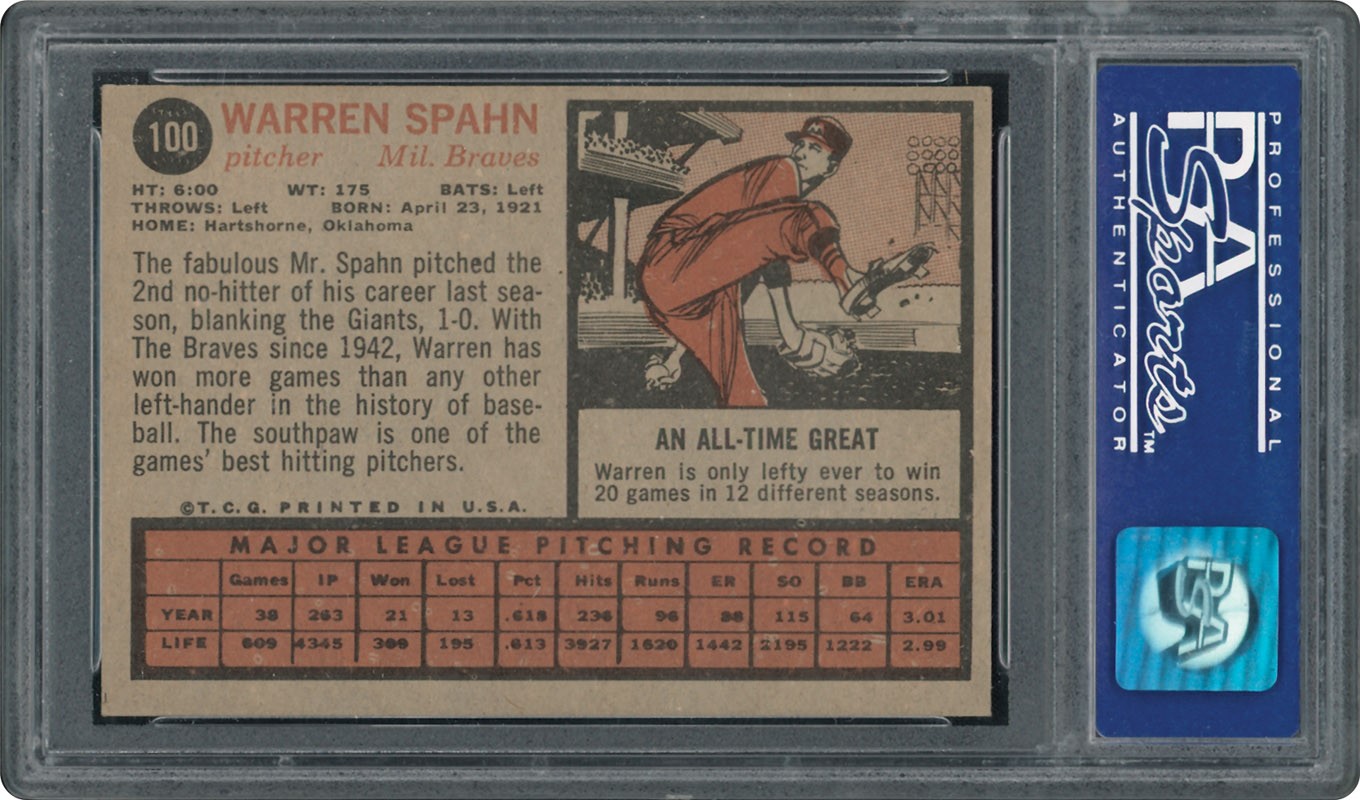 100
WARREN SPAHN
pitcher Mil. Braves
HT: 6:00 WT: 175 BATS: Left
THROWS: Left BORN: April 23, 1921
HOME: Hartshorne, Oklahoma
The fabulous Mr. Spahn pitched the
2nd no-hitter of his career last sea-
son, blanking the Giants, 1-0. With
The Braves since 1942, Warren has
won more games than any other
left-hander in the history of base-
ball. The southpaw is one of the
games' best hitting pitchers.
©T.C.G. PRINTED IN U.S.A.
M
AN ALL-TIME GREAT
Warren is only lefty ever to win
20 games in 12 different seasons.
MAJOR LEAGUE PITCHING RECORD
Games IP Won Lost Pct Hits Runs ER SO BB ERA
YEAR 38 263 21 13 .618 236 96 88 115 64 3.01
LIFE 609 4345 309 195 .613 3927 1620 1442 2195 1222 2.99
PROFESSIONAL
PSA
Sports™
AUTHENTICATOR
PSA